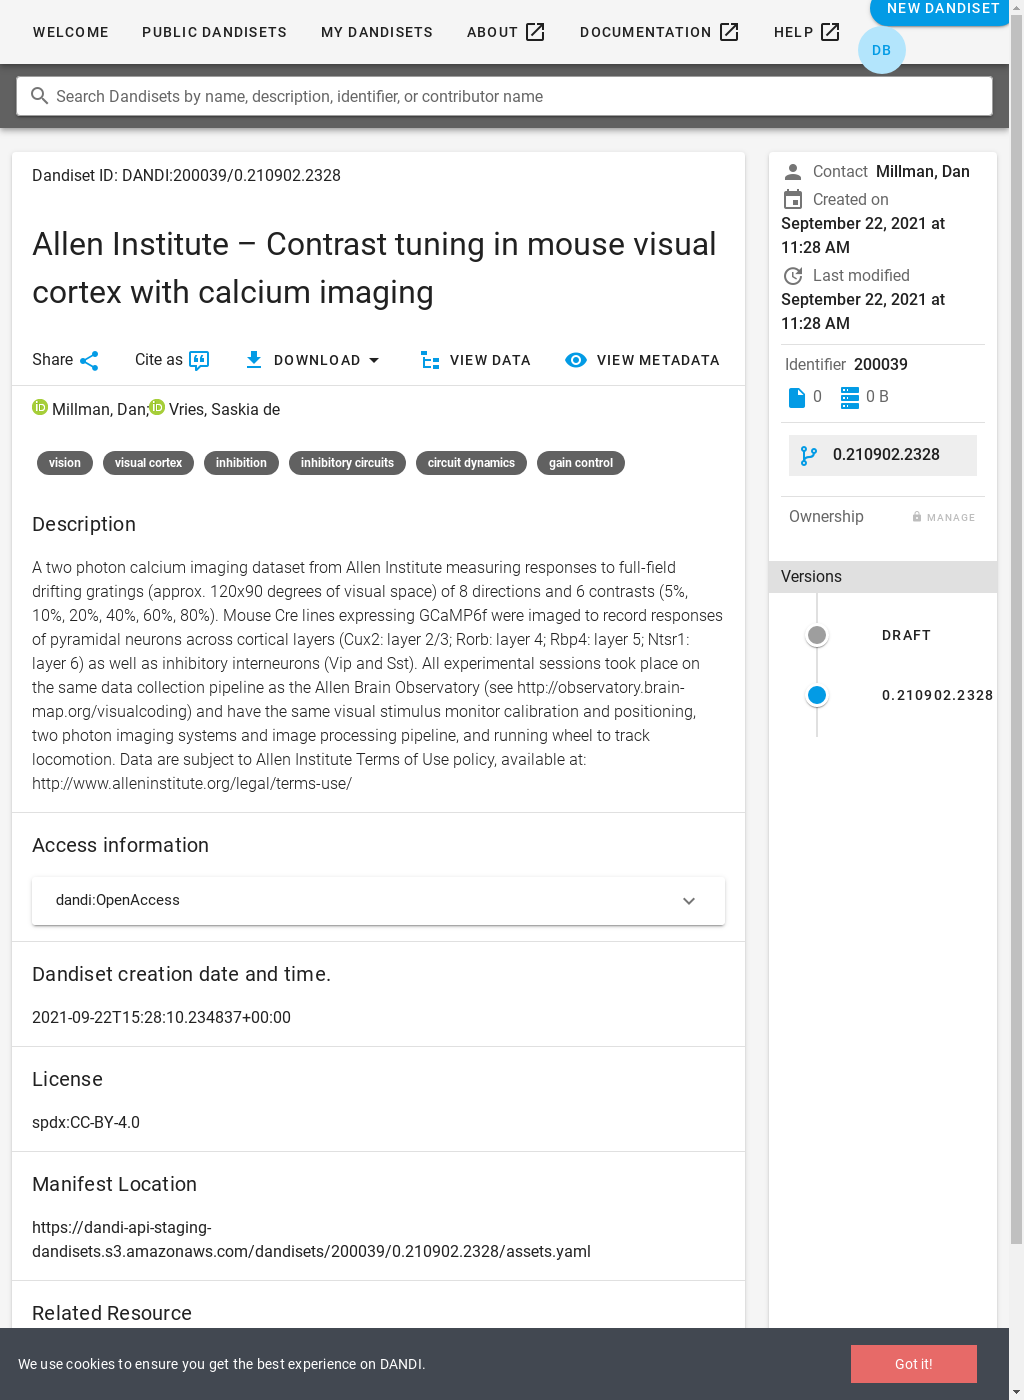 WELCOME
PUBLIC DANDISETS
MY DANDISETS
ABOUT
DOCUMENTATION
HELP
NEW DANDISET
DB
Search Dandisets by name, description, identifier, or contributor name
Dandiset ID: DANDI:200039/0.210902.2328
Allen Institute – Contrast tuning in mouse visual
cortex with calcium imaging
Share
Cite as
DOWNLOAD
VIEW DATA
VIEW METADATA
iD Millman, Dan; iD Vries, Saskia de
vision
visual cortex
inhibition
inhibitory circuits
circuit dynamics
gain control
Description
A two photon calcium imaging dataset from Allen Institute measuring responses to full-field
drifting gratings (approx. 120x90 degrees of visual space) of 8 directions and 6 contrasts (5%,
10%, 20%, 40%, 60%, 80%). Mouse Cre lines expressing GCaMP6f were imaged to record responses
of pyramidal neurons across cortical layers (Cux2: layer 2/3; Rorb: layer 4; Rbp4: layer 5; Ntsr1:
layer 6) as well as inhibitory interneurons (Vip and Sst). All experimental sessions took place on
the same data collection pipeline as the Allen Brain Observatory (see http://observatory.brain-
map.org/visualcoding) and have the same visual stimulus monitor calibration and positioning,
two photon imaging systems and image processing pipeline, and running wheel to track
locomotion. Data are subject to Allen Institute Terms of Use policy, available at:
http://www.alleninstitute.org/legal/terms-use/
Access information
dandi:OpenAccess
Dandiset creation date and time.
2021-09-22T15:28:10.234837+00:00
License
spdx:CC-BY-4.0
Manifest Location
https://dandi-api-staging-
dandisets.s3.amazonaws.com/dandisets/200039/0.210902.2328/assets.yaml
Related Resource
Contact Millman, Dan
Created on
September 22, 2021 at
11:28 AM
Last modified
September 22, 2021 at
11:28 AM
Identifier 200039
0
0 B
0.210902.2328
Ownership
MANAGE
Versions
DRAFT
0.210902.2328
We use cookies to ensure you get the best experience on DANDI.
Got it!